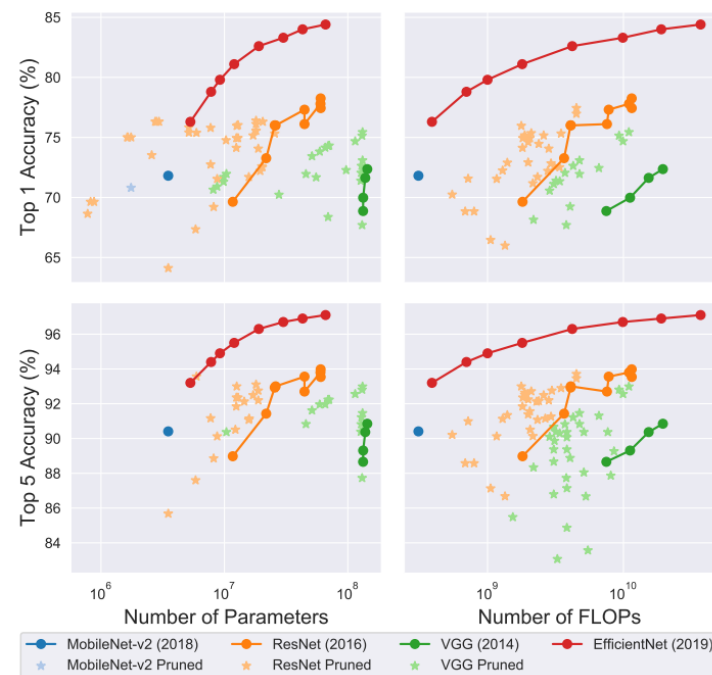 85
80
75
70
65
Top 1 Accuracy (%)
96
94
92
90
88
86
84
Top 5 Accuracy (%)
10^6 10^7 10^8 10^9 10^10
Number of Parameters Number of FLOPs
MobileNet-v2 (2018) ResNet (2016) VGG (2014) EfficientNet (2019)
MobileNet-v2 Pruned ResNet Pruned VGG Pruned